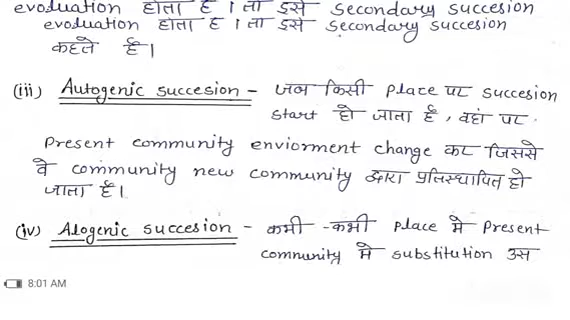 evoluation होता है । तो इसे secondary succesion
evoluation होता है । तो इसे secondary succesion
कहते है ।
(iii) Autogenic succesion - जब किसी place पर succesion
start हो जाता है , वहां पर .
Present community enviorment change कर जिससे
वे community new community द्वारा प्रतिस्थापित हो
जाता है ।
(iv) Alogenic succesion - कभी - कभी place मे present
community मे substitution उस
8:01 AM